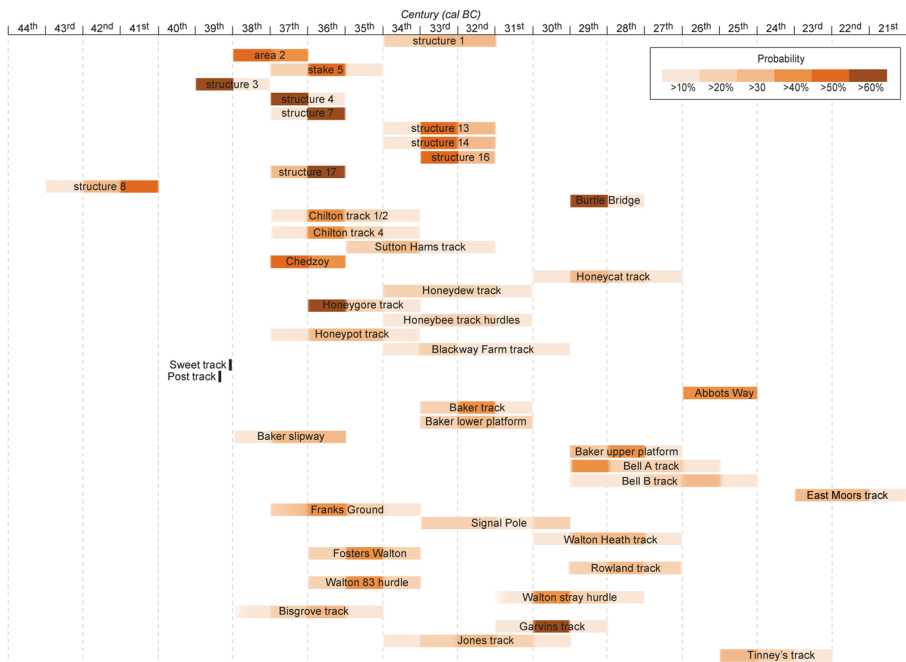 Century (cal BC)
44th 43rd 42nd 41st 40th 39th 38th 37th 36th 35th 34th 33rd 32nd 31st 30th 29th 28th 27th 26th 25th 24th 23rd 22nd 21st
structure 1
area 2
Probability
stake 5
>10% >20% >30 >40% >50% >60%
structure 3
structure 4
structure 7
structure 13
structure 14
structure 16
structure 17
structure 8
Burtle Bridge
Chilton track 1/2
Chilton track 4
Sutton Hams track
Chedzoy
Honeycat track
Honeydew track
Honeygore track
Honeybee track hurdles
Honeypot track
Blackway Farm track
Sweet track
Post track
Abbots Way
Baker track
Baker lower platform
Baker slipway
Baker upper platform
Bell A track
Bell B track
East Moors track
Franks Ground
Signal Pole
Walton Heath track
Fosters Walton
Rowland track
Walton 83 hurdle
Walton stray hurdle
Bisgrove track
Garvins track
Jones track
Tinney's track